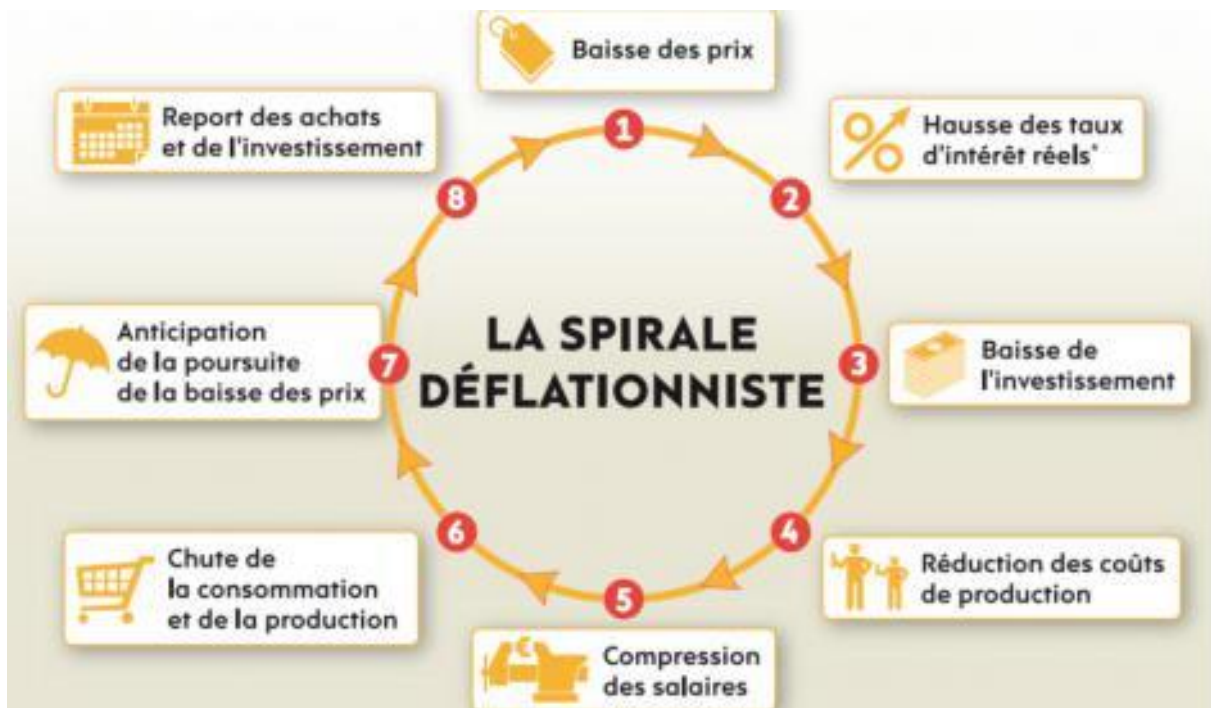 Baisse des prix
1
Hausse des taux
d'intérêt réels*
2
Baisse de
l'investissement
3
Réduction des coûts
de production
4
Compression
des salaires
5
Chute de
la consommation
et de la production
6
Anticipation
de la poursuite
de la baisse des prix
7
Report des achats
et de l'investissement
8
LA SPIRALE
DÉFLATIONNISTE